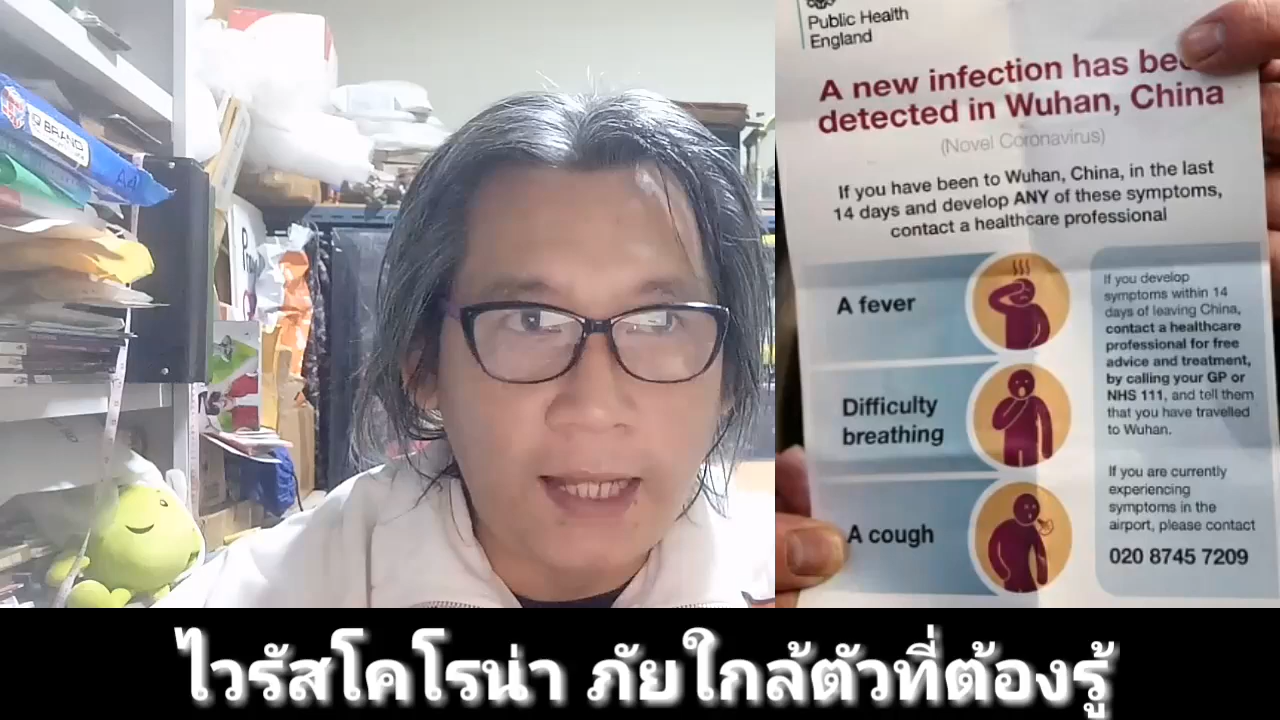 BRAND
A4
Public Health
England
A new infection has
detected in Wuhan, China
(Novel Coronavirus)
If you have been to Wuhan, China, in the last
14 days and develop ANY of these symptoms,
contact a healthcare professional
A fever
Difficulty
breathing
A cough
If you develop
symptoms within 14
days of leaving China,
contact a healthcare
professional for free
advice and treatment,
by calling your GP or
NHS 111, and tell them
that you have travelled
to Wuhan.
If you are currently
experiencing
symptoms in the
airport, please contact
020 8745 7209
ไวรัสโคโรน่า ภัยใกล้ตัวที่ต้องรู้